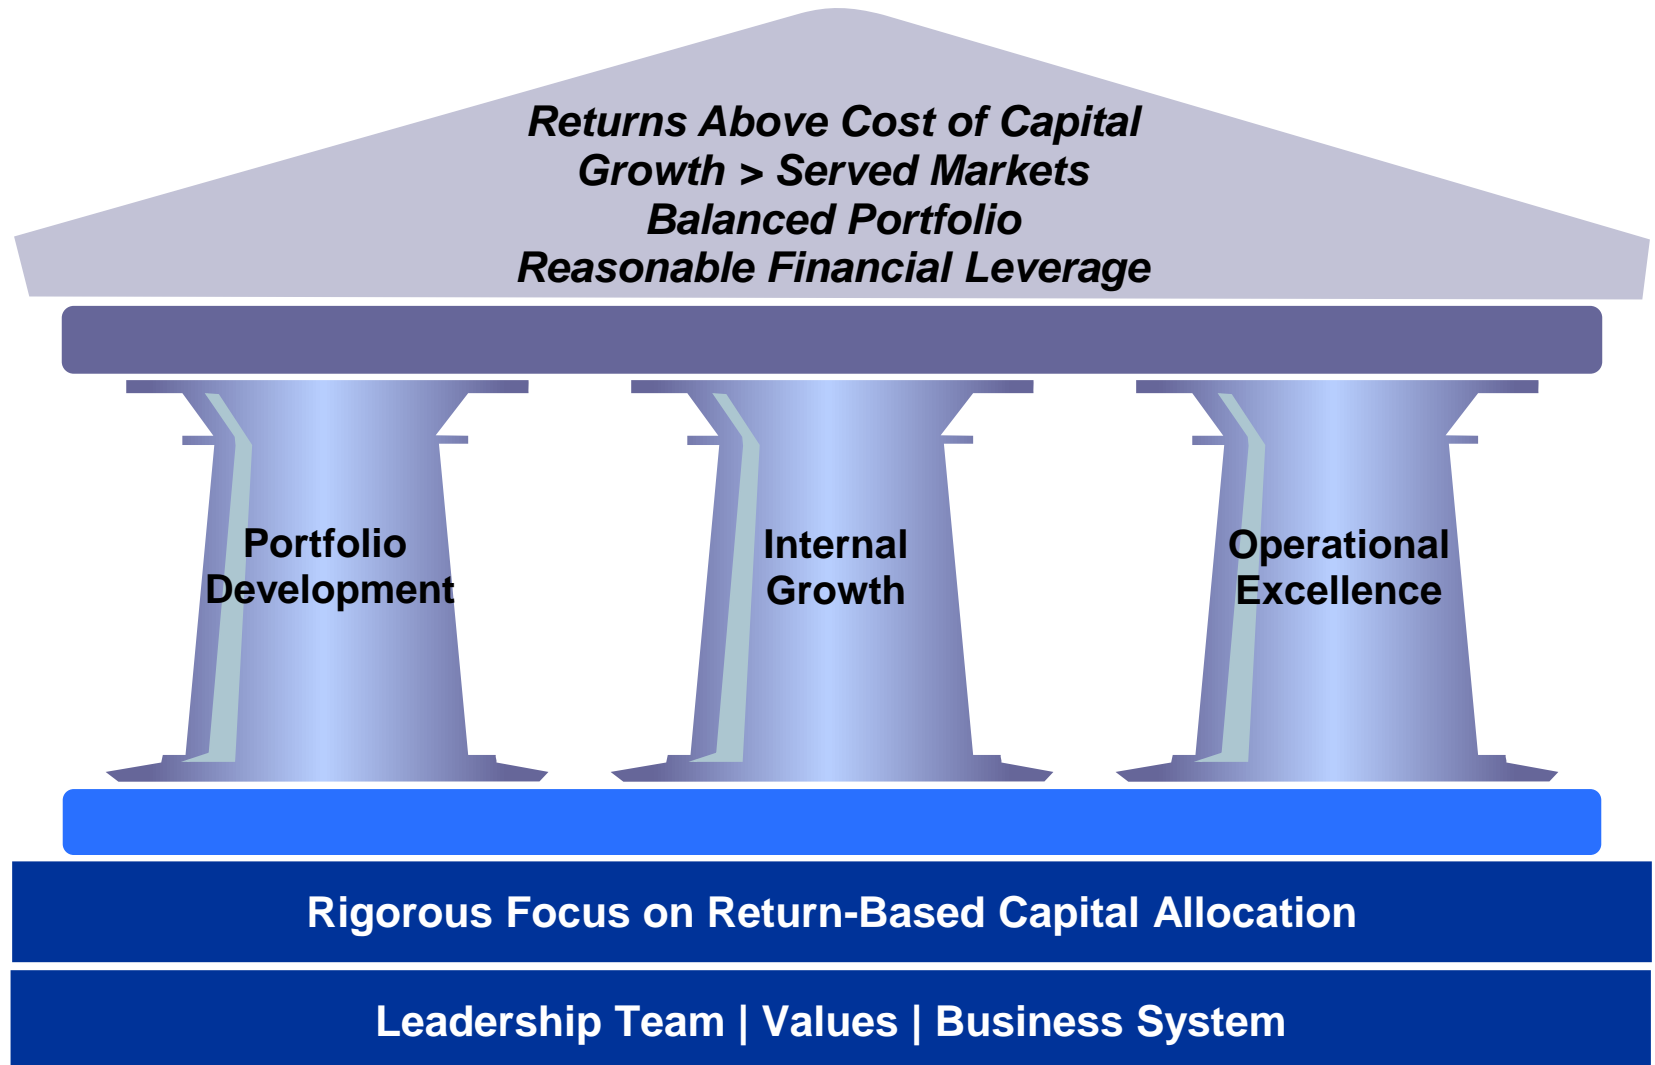 Returns Above Cost of Capital
Growth > Served Markets
Balanced Portfolio
Reasonable Financial Leverage
Portfolio
Development
Internal
Growth
Operational
Excellence
Rigorous Focus on Return-Based Capital Allocation
Leadership Team | Values | Business System